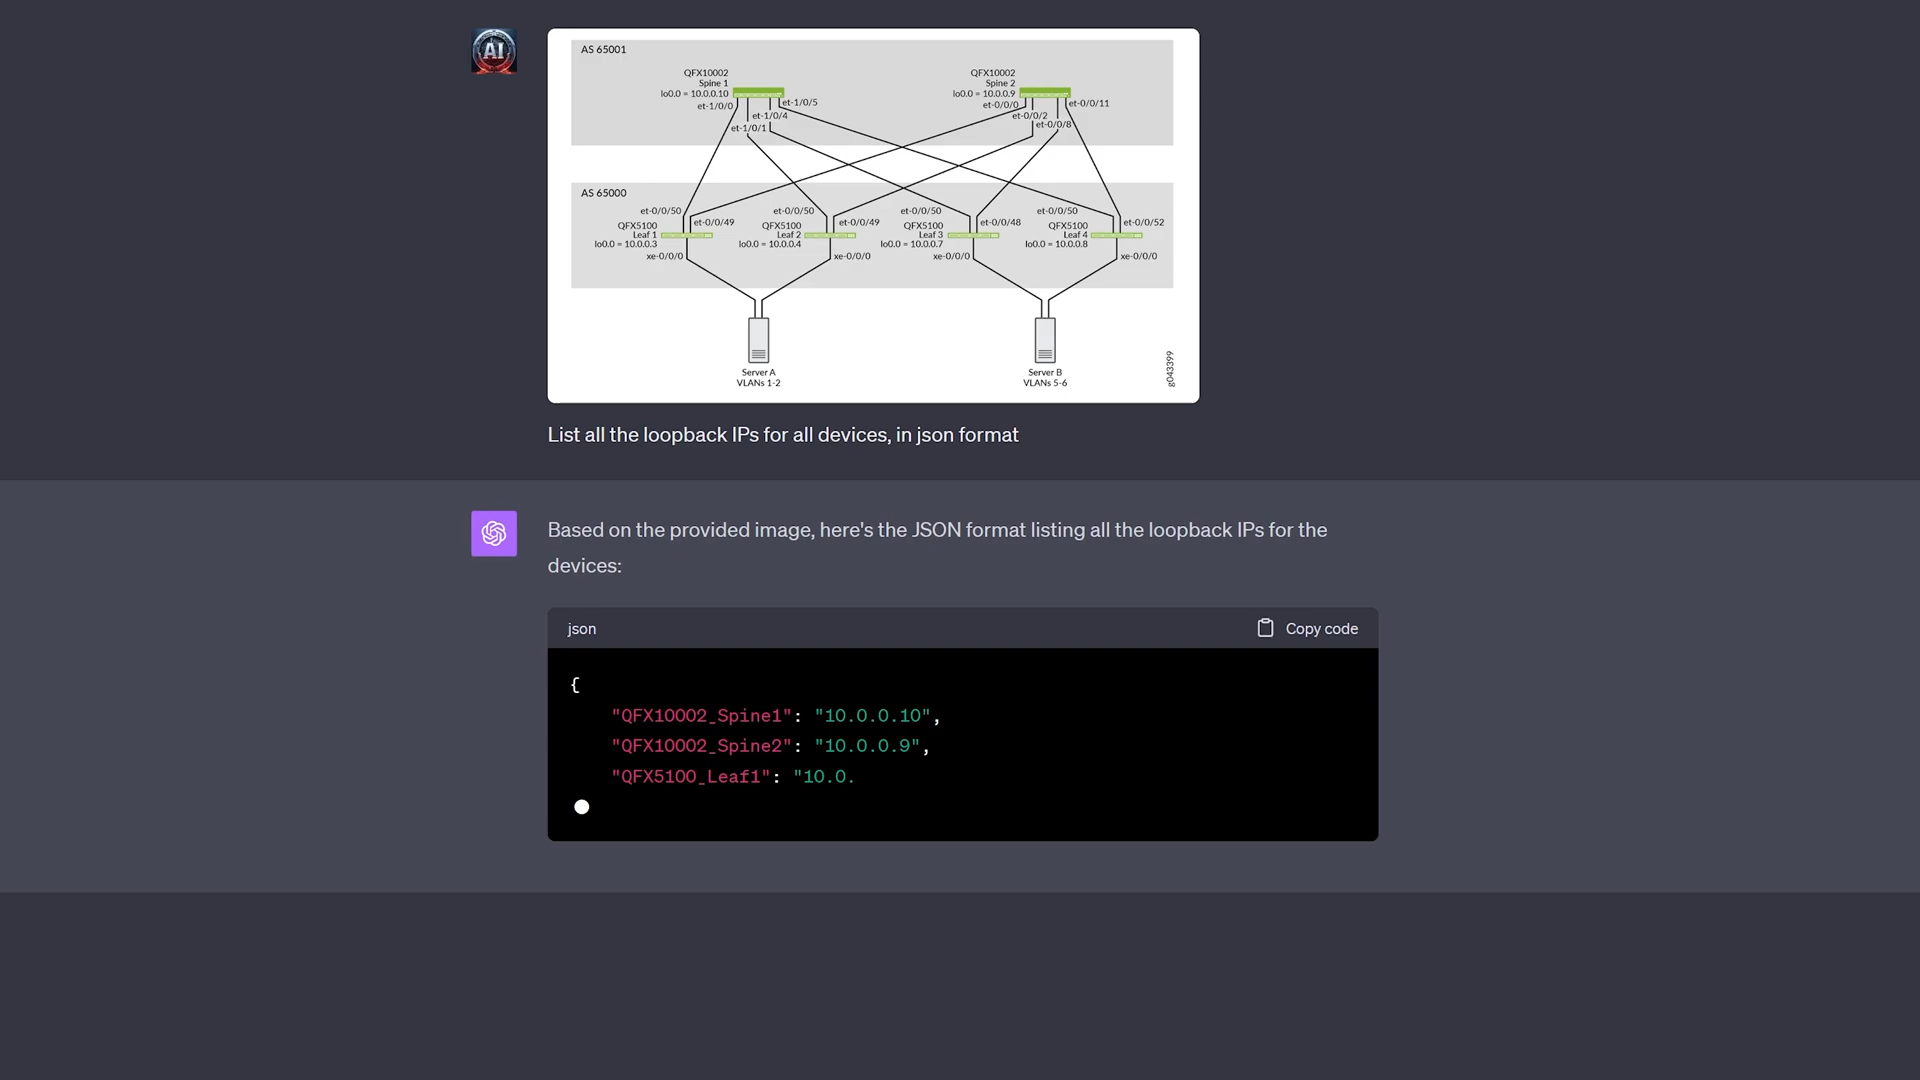 AI
AS 65001
QFX10002
Spine 1
lo0.0 = 10.0.0.10
et-1/0/0
et-1/0/5
et-1/0/4
et-1/0/1
QFX10002
Spine 2
lo0.0 = 10.0.0.9
et-0/0/0
et-0/0/11
et-0/0/2
et-0/0/8
AS 65000
et-0/0/50
et-0/0/49
QFX5100
Leaf 1
lo0.0 = 10.0.0.3
xe-0/0/0
et-0/0/50
et-0/0/49
QFX5100
Leaf 2
lo0.0 = 10.0.0.4
xe-0/0/0
et-0/0/50
et-0/0/48
QFX5100
Leaf 3
lo0.0 = 10.0.0.7
xe-0/0/0
et-0/0/50
et-0/0/52
QFX5100
Leaf 4
lo0.0 = 10.0.0.8
xe-0/0/0
Server A
VLANs 1-2
Server B
VLANs 5-6
g043399
List all the loopback IPs for all devices, in json format
Based on the provided image, here's the JSON format listing all the loopback IPs for the
devices:
json
Copy code
{
"QFX10002_Spine1": "10.0.0.10",
"QFX10002_Spine2": "10.0.0.9",
"QFX5100_Leaf1": "10.0.